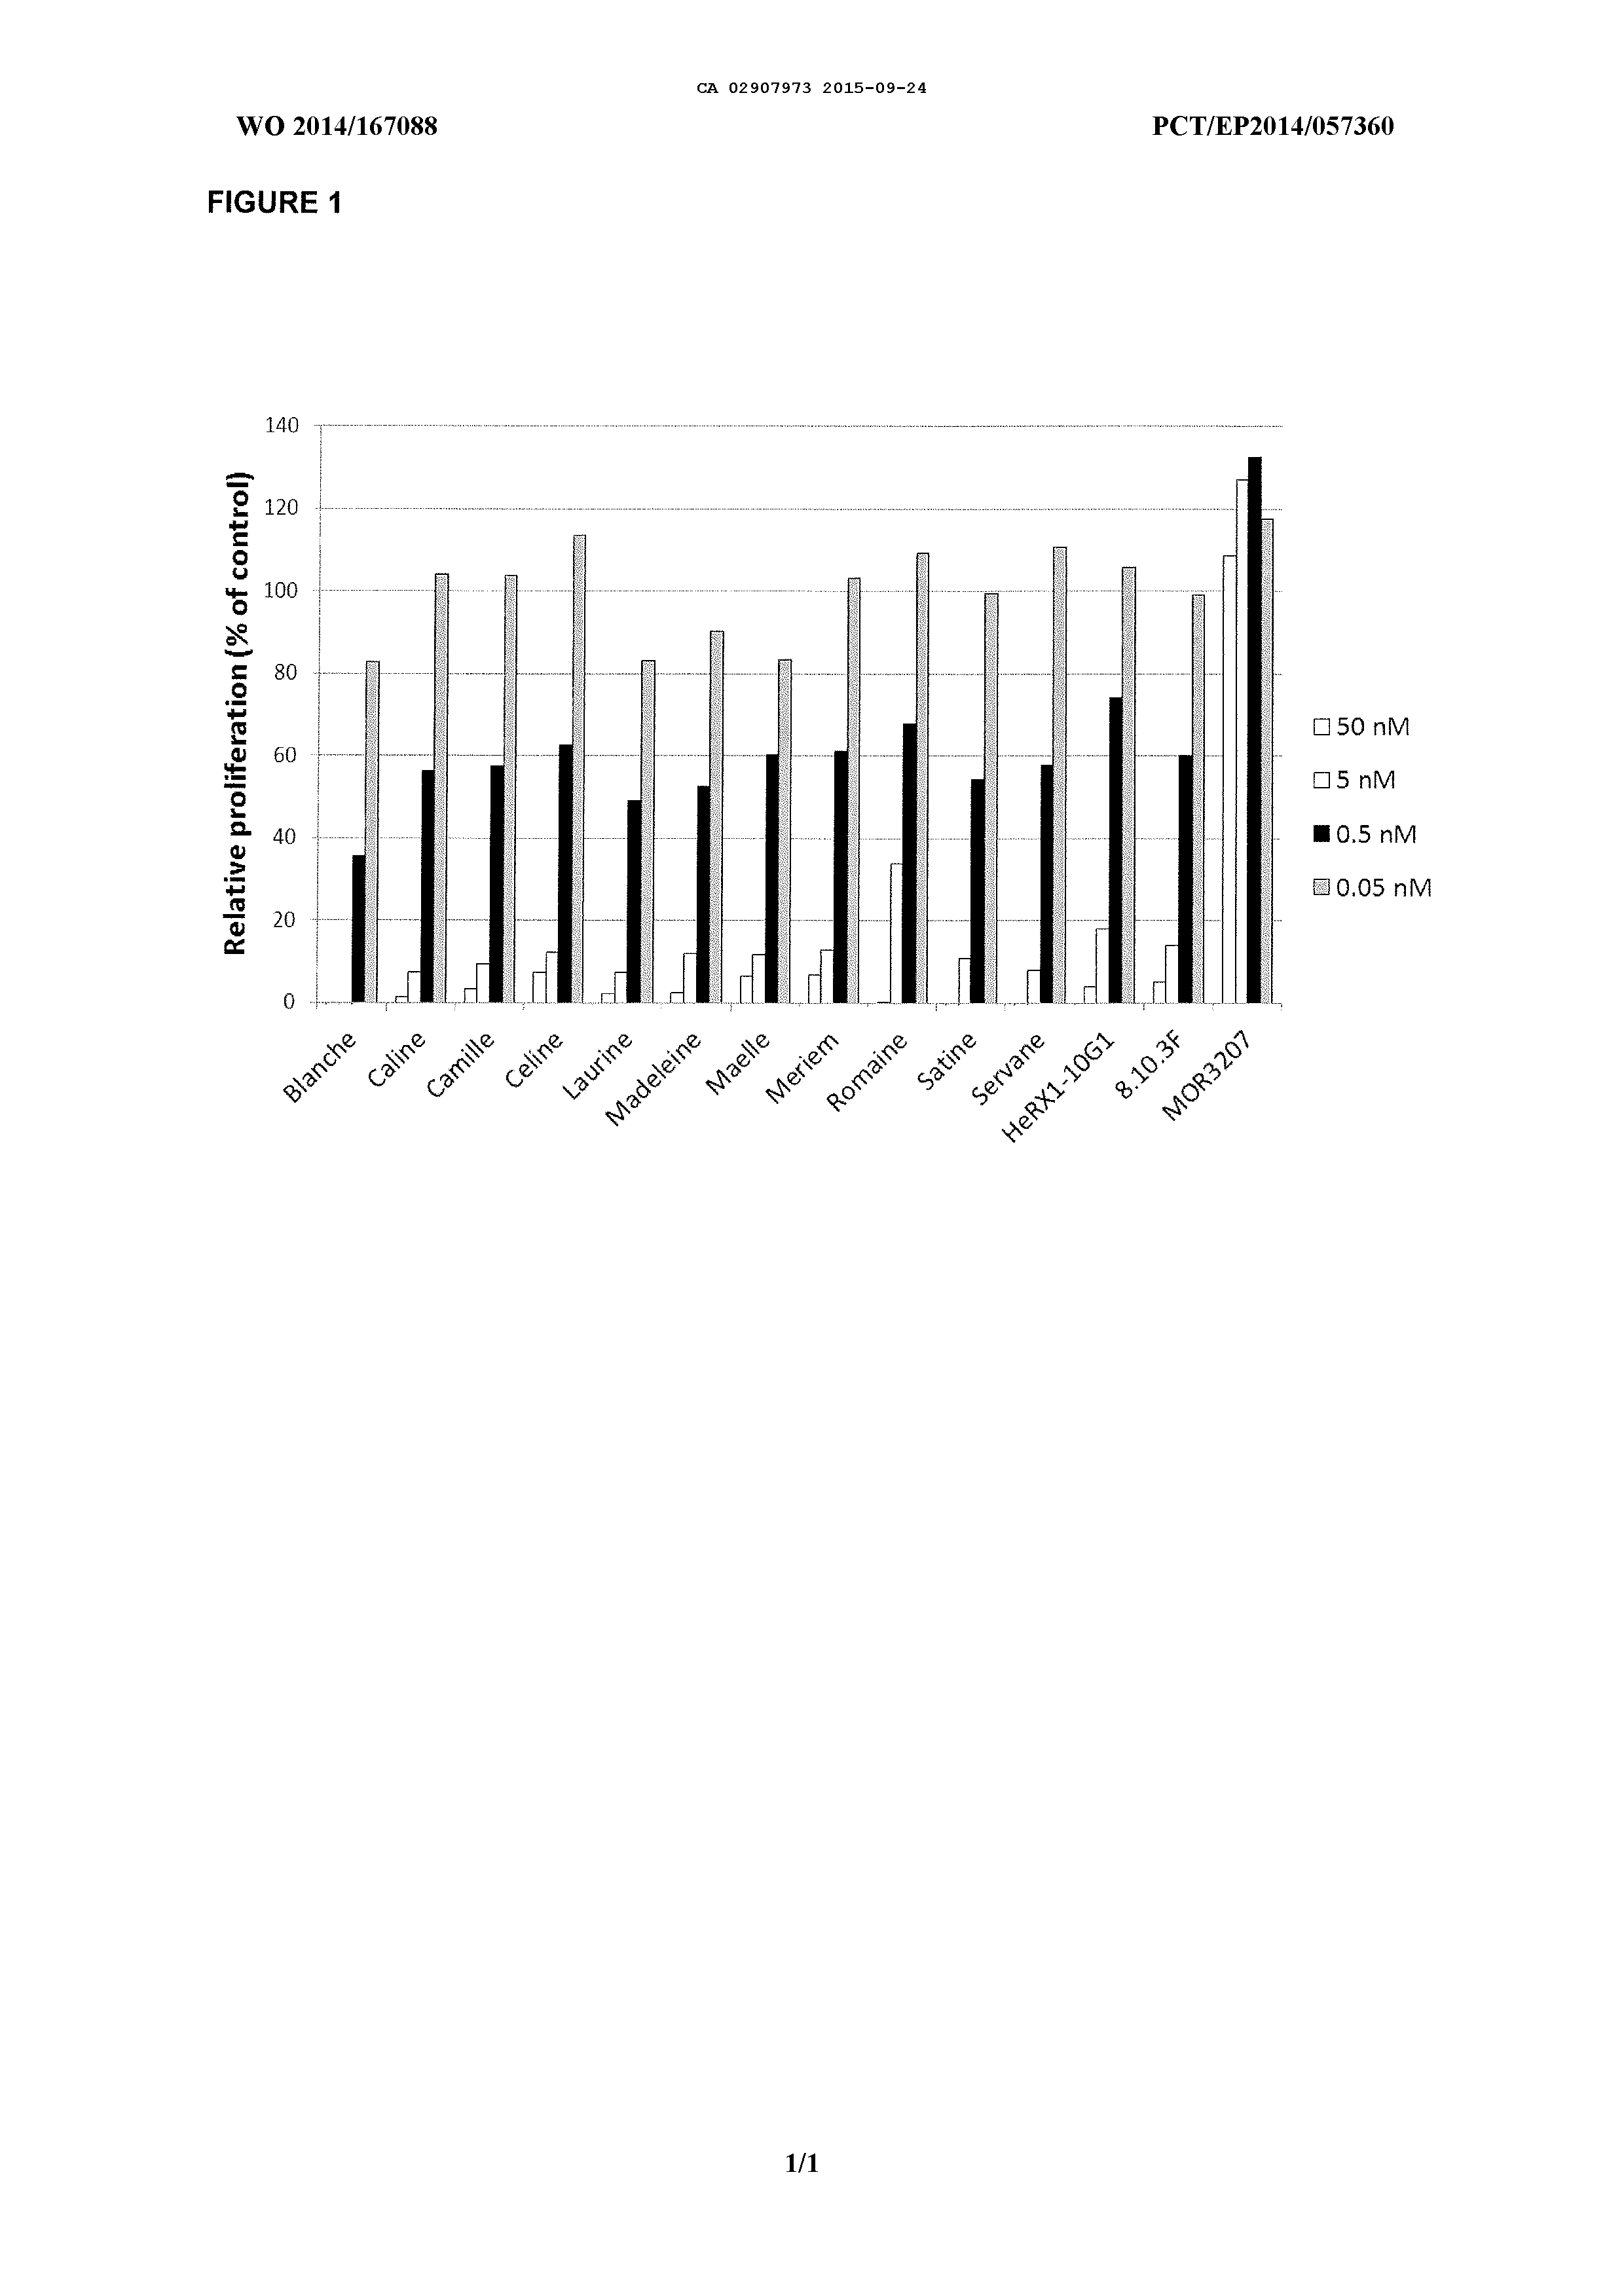 CA 02907973 2015-09-24
WO 2014/167088 PCT/EP2014/057360
FIGURE 1
Relative proliferation (% of control)
140
120
100
80
60
40
20
0
Blanche
Caline
Camille
Celine
Laurine
Madeleine
Maelle
Meriem
Romaine
Satine
Servane
HeRX1-10G1
8.10.3F
MOR3207
50 nM
5 nM
0.5 nM
0.05 nM
1/1